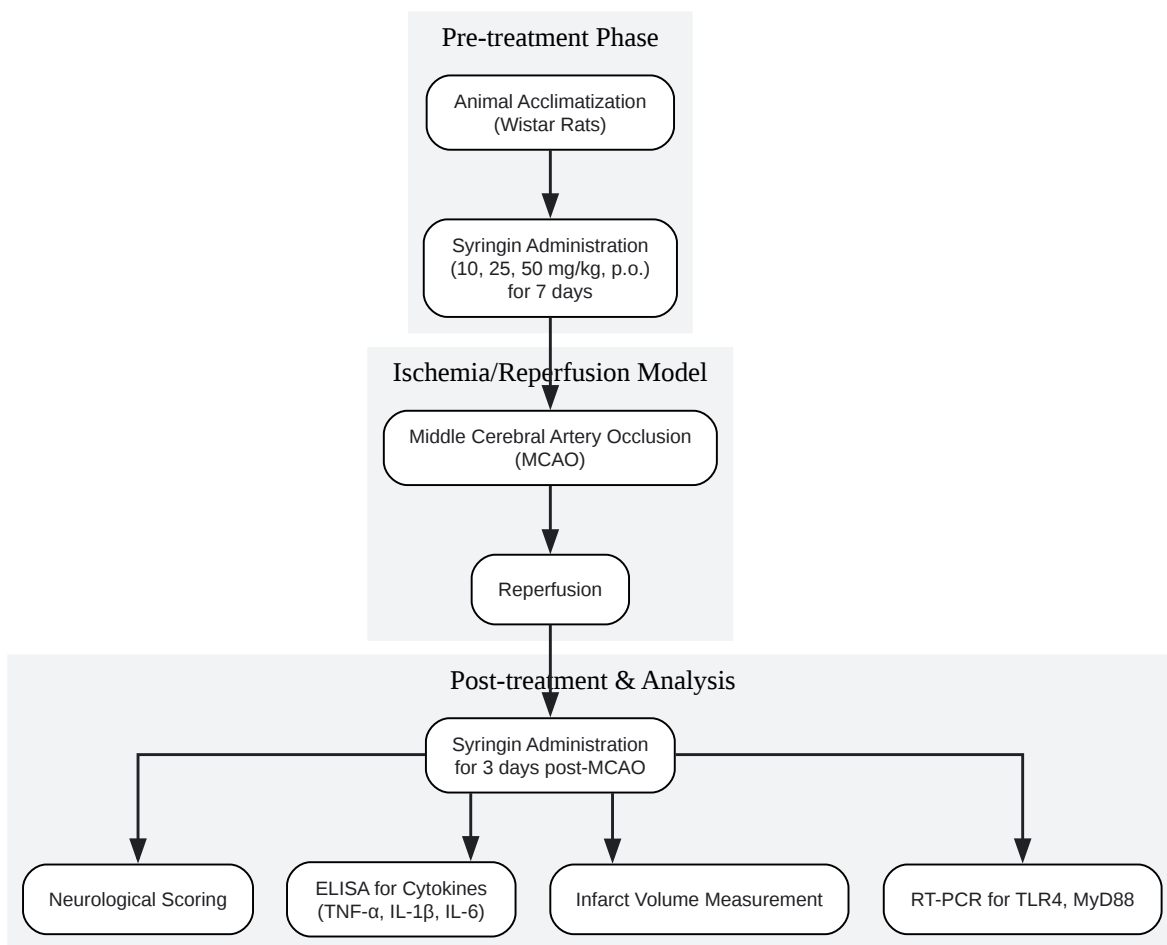 Pre-treatment Phase
Animal Acclimatization
(Wistar Rats)
Syringin Administration
(10, 25, 50 mg/kg, p.o.)
for 7 days
Ischemia/Reperfusion Model
Middle Cerebral Artery Occlusion
(MCAO)
Reperfusion
Post-treatment & Analysis
Syringin Administration
for 3 days post-MCAO
Neurological Scoring
ELISA for Cytokines
(TNF-α, IL-1β, IL-6)
Infarct Volume Measurement
RT-PCR for TLR4, MyD88